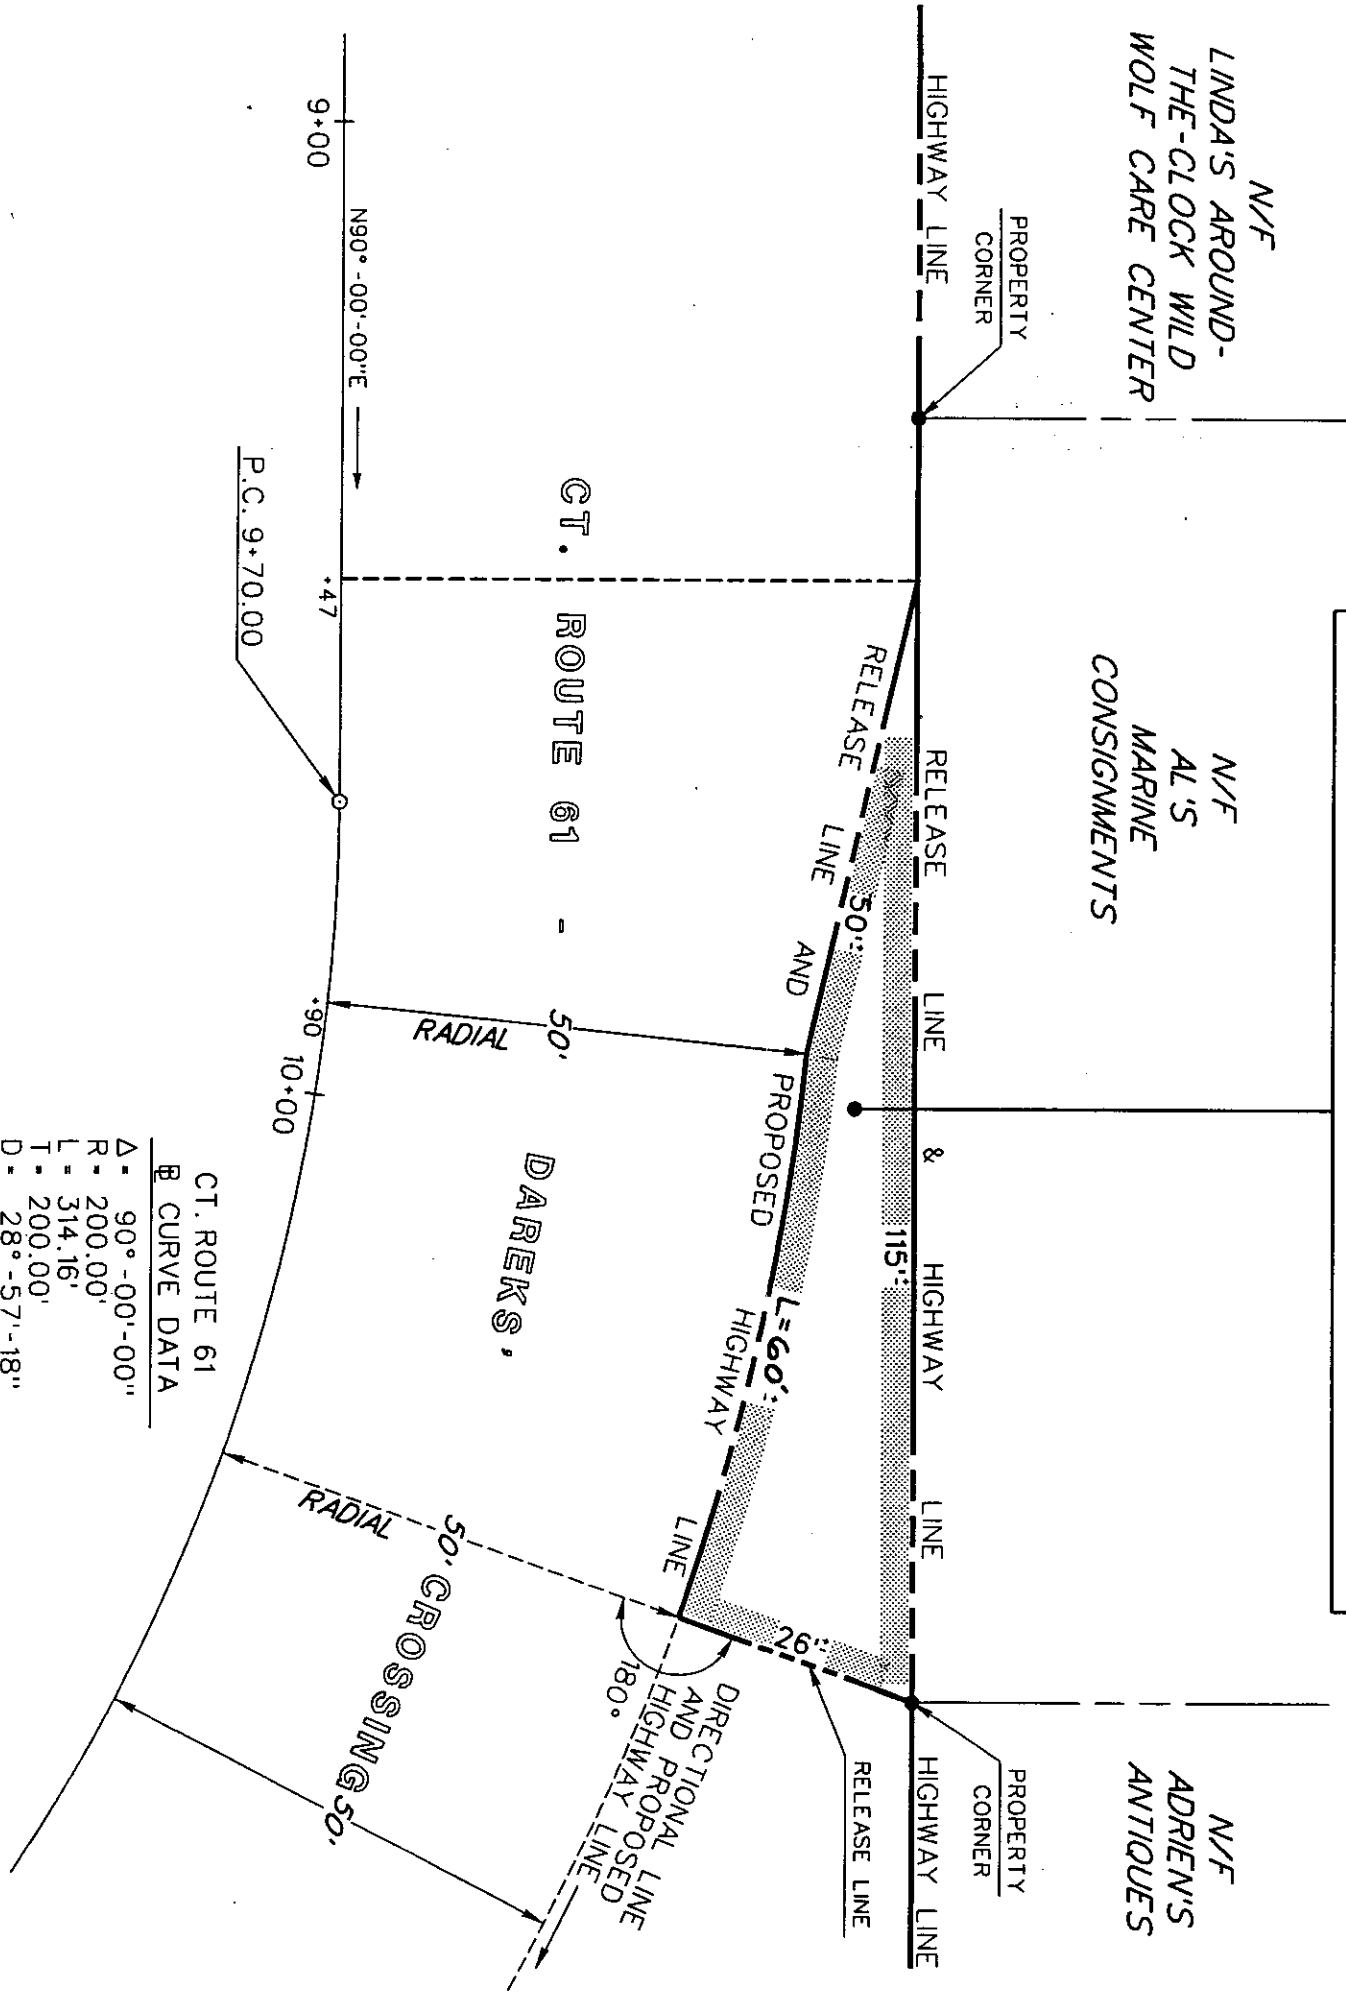 N/F
LINDA'S AROUND-
THE-CLOCK WILD
WOLF CARE CENTER
N/F
AL'S
MARINE
CONSIGNMENTS
N/F
ADRIEN'S
ANTIQUES
PROPERTY
CORNER
PROPERTY
CORNER
HIGHWAY LINE
RELEASE LINE & HIGHWAY LINE
HIGHWAY LINE
115'±
RELEASE LINE AND PROPOSED HIGHWAY LINE
50'±
L=60'±
26'±
RELEASE LINE
CT. ROUTE 61 - DAREKS, CROSSING
50'
RADIAL
50'
RADIAL
50'
180°
DIRECTIONAL LINE
AND PROPOSED
HIGHWAY LINE
N90°-00'-00"E
9+00
+47
P.C. 9+70.00
+90
10+00
CT. ROUTE 61
B CURVE DATA
Δ = 90°-00'-00"
R = 200.00'
L = 314.16'
T = 200.00'
D = 28°-57'-18"